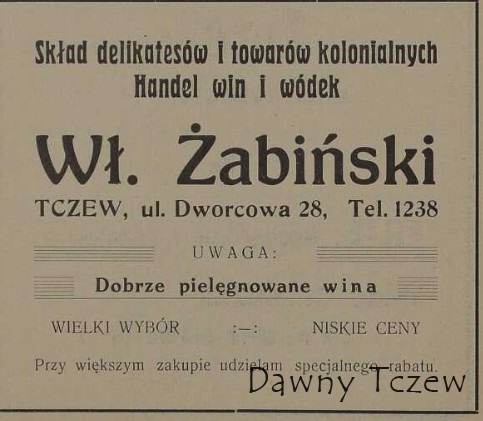 Skład delikatesów i towarów kolonialnych
Handel win i wódek
Wł. Żabiński
TCZEW, ul. Dworcowa 28, Tel. 1238
UWAGA:
Dobrze pielęgnowane wina
WIELKI WYBÓR :—: NISKIE CENY
Przy większym zakupie udzielam specjalnego rabatu.
Dawny Tczew